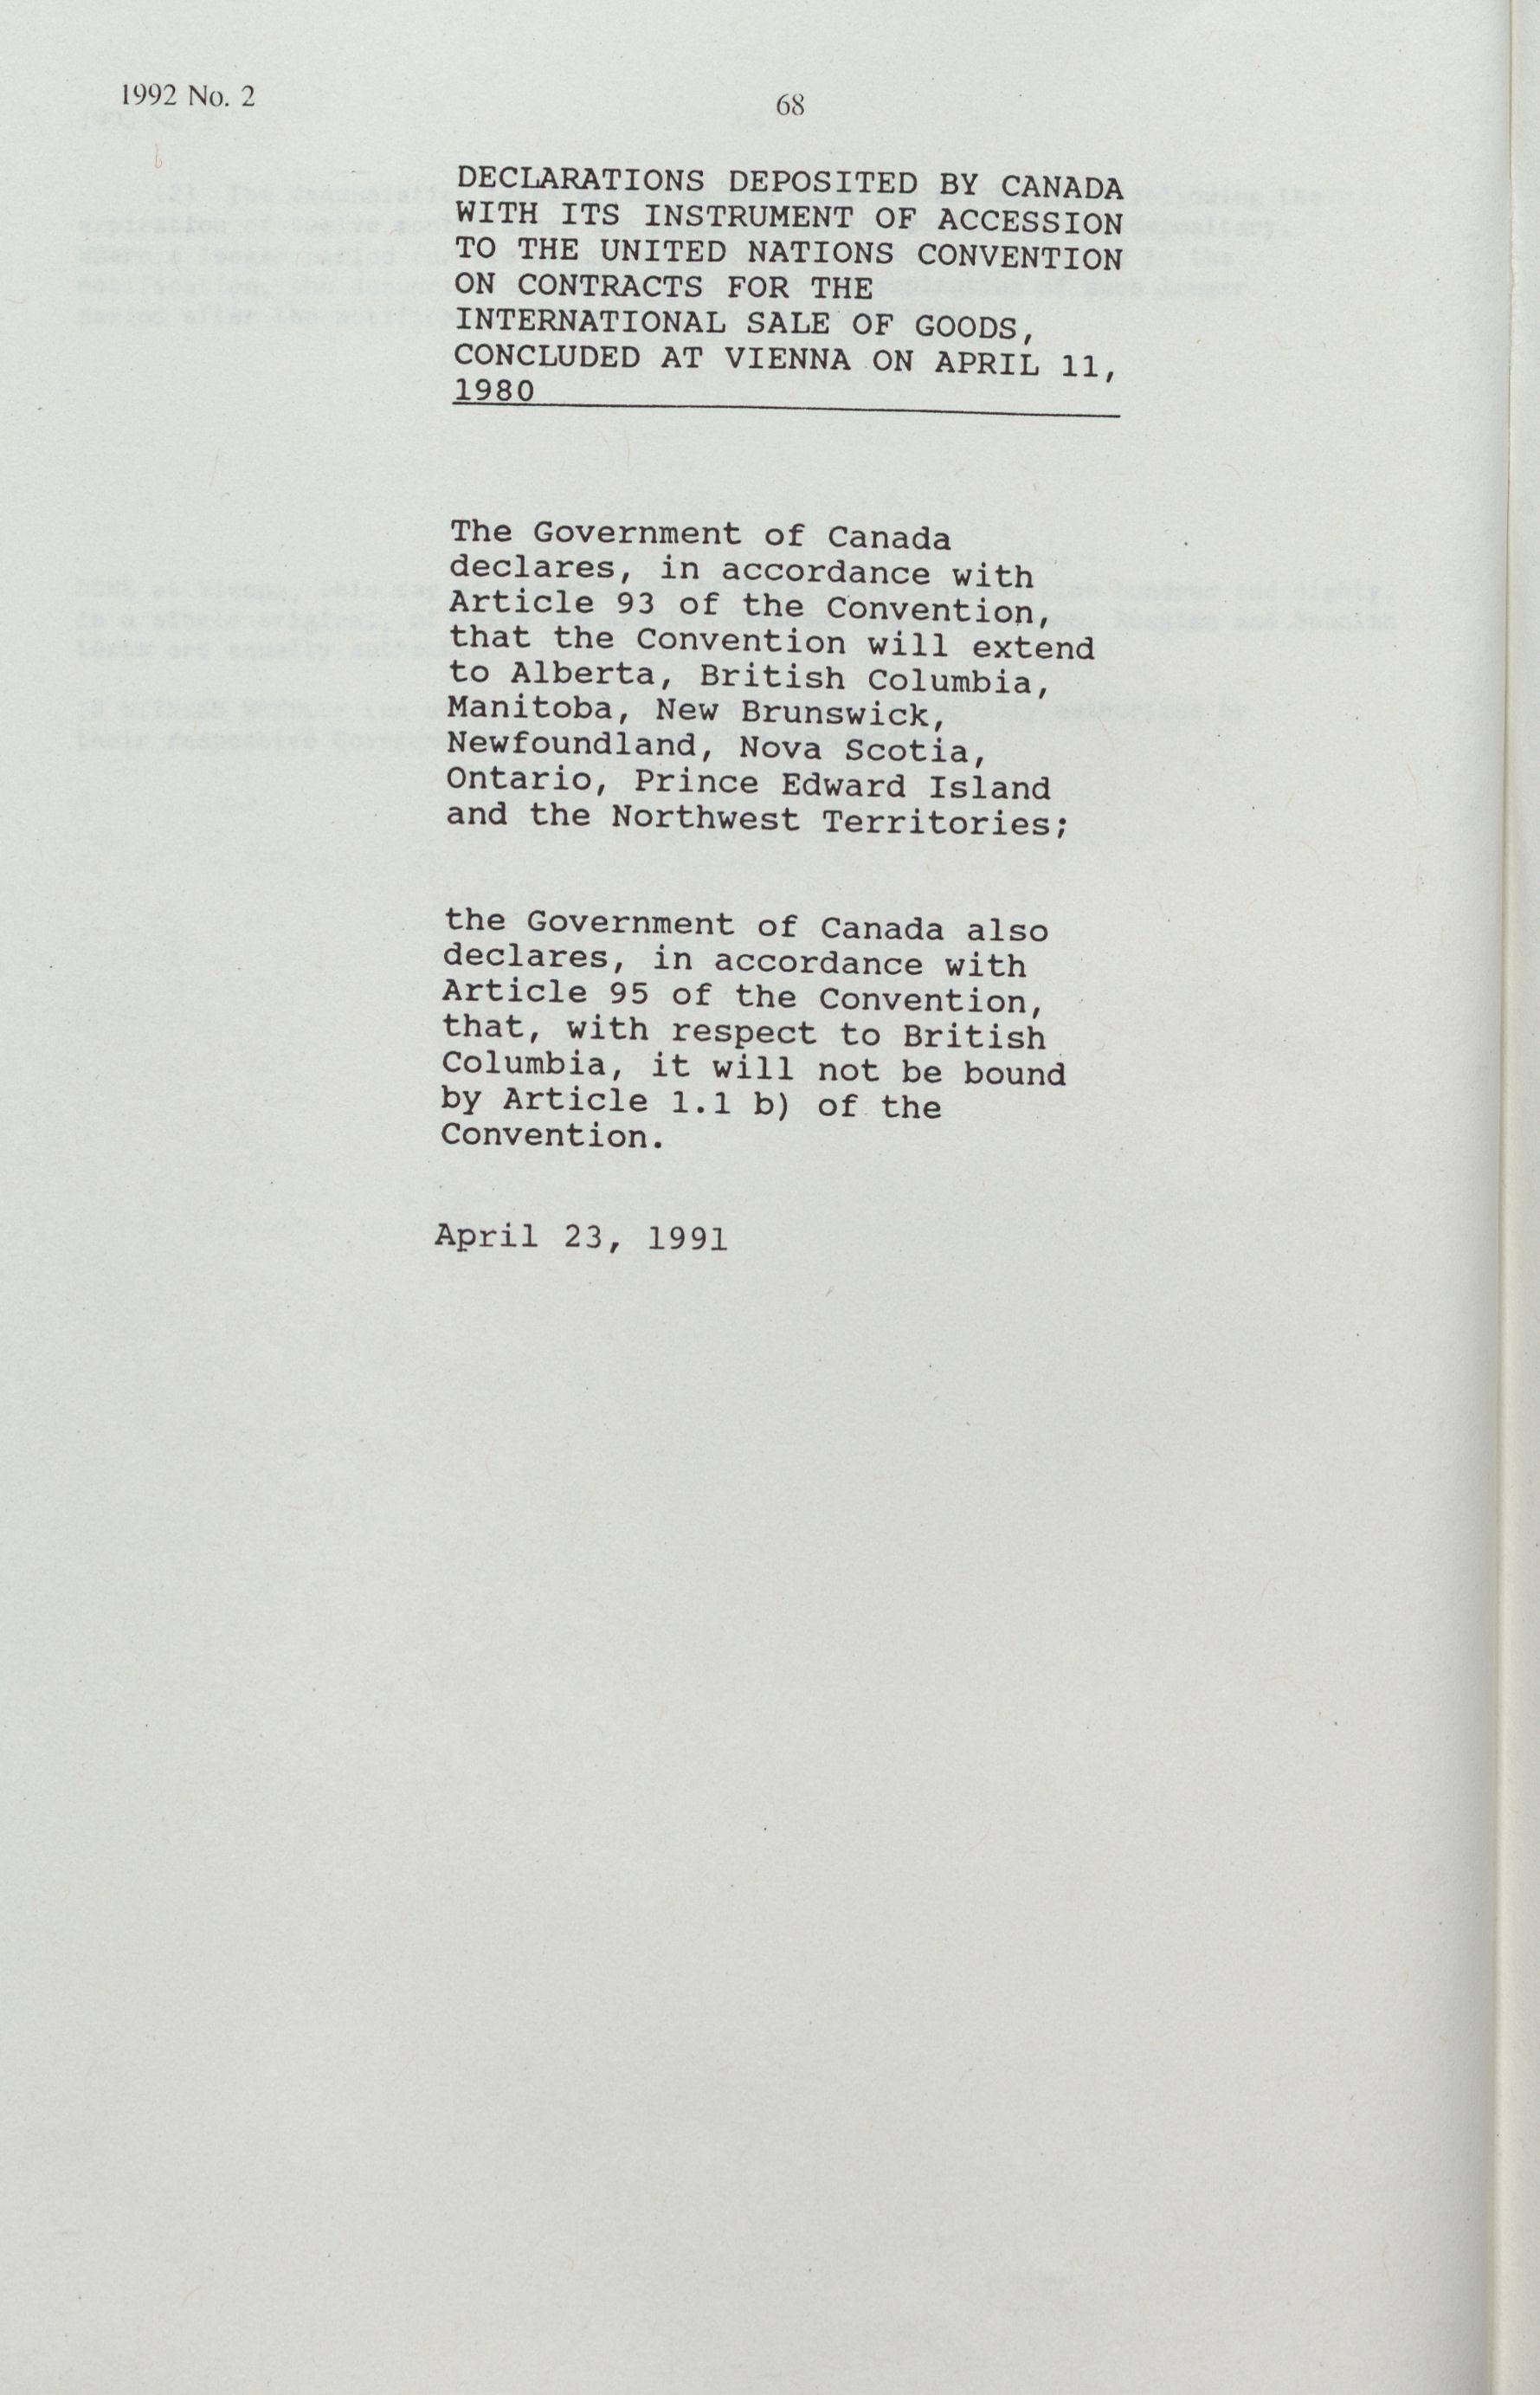 1992 No. 2
68
DECLARATIONS DEPOSITED BY CANADA
WITH ITS INSTRUMENT OF ACCESSION
TO THE UNITED NATIONS CONVENTION
ON CONTRACTS FOR THE
INTERNATIONAL SALE OF GOODS,
CONCLUDED AT VIENNA ON APRIL 11,
1980
The Government of Canada
declares, in accordance with
Article 93 of the Convention,
that the Convention will extend
to Alberta, British Columbia,
Manitoba, New Brunswick,
Newfoundland, Nova Scotia,
Ontario, Prince Edward Island
and the Northwest Territories;
the Government of Canada also
declares, in accordance with
Article 95 of the Convention,
that, with respect to British
Columbia, it will not be bound
by Article 1.1 b) of the
Convention.
April 23, 1991